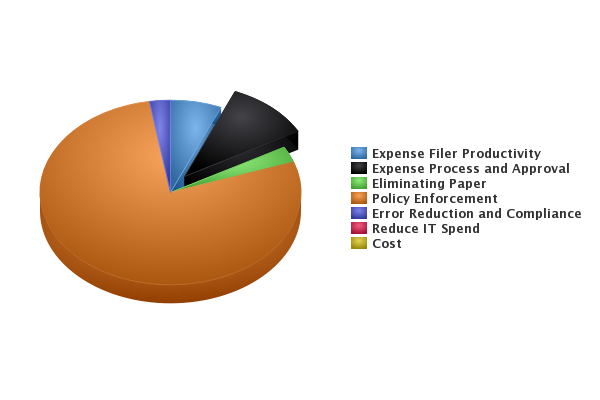 Expense Filer Productivity
Expense Process and Approval
Eliminating Paper
Policy Enforcement
Error Reduction and Compliance
Reduce IT Spend
Cost